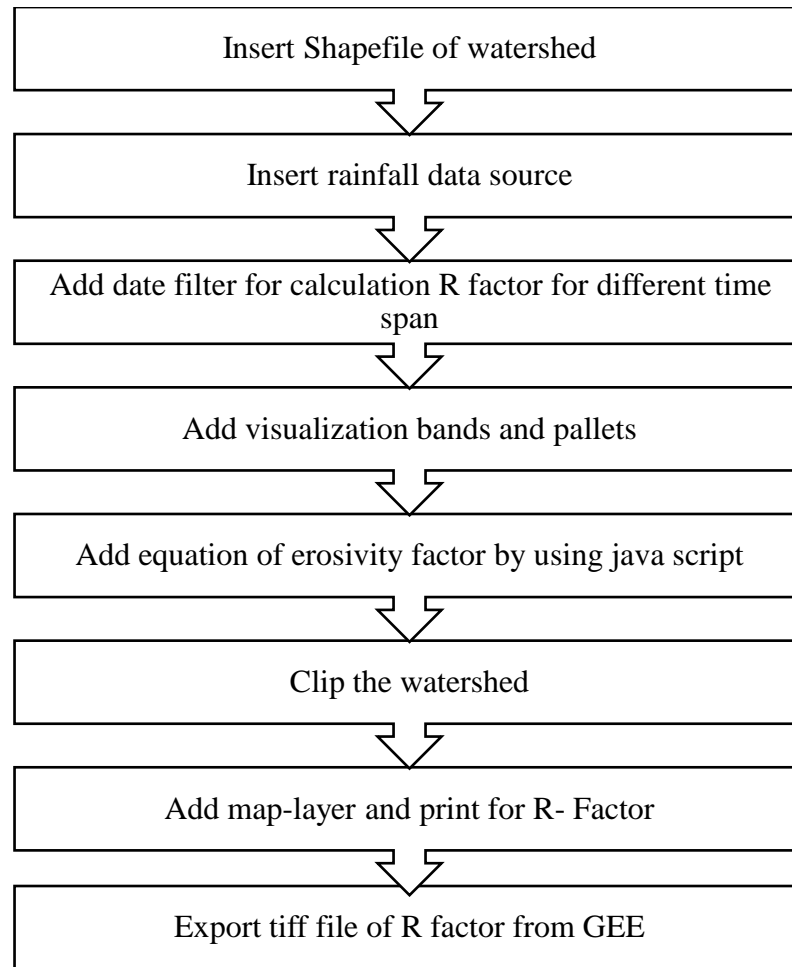 Insert Shapefile of watershed
Insert rainfall data source
Add date filter for calculation R factor for different time
span
Add visualization bands and pallets
Add equation of erosivity factor by using java script
Clip the watershed
Add map-layer and print for R- Factor
Export tiff file of R factor from GEE